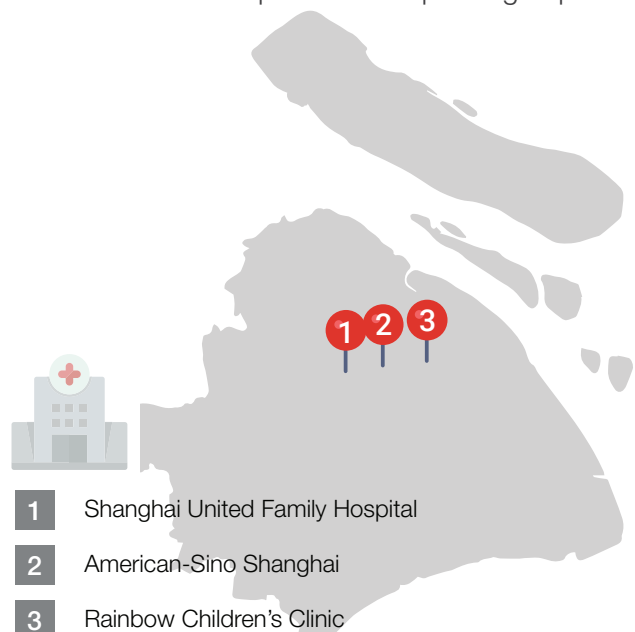 1 2 3
1 Shanghai United Family Hospital
2 American-Sino Shanghai
3 Rainbow Children's Clinic